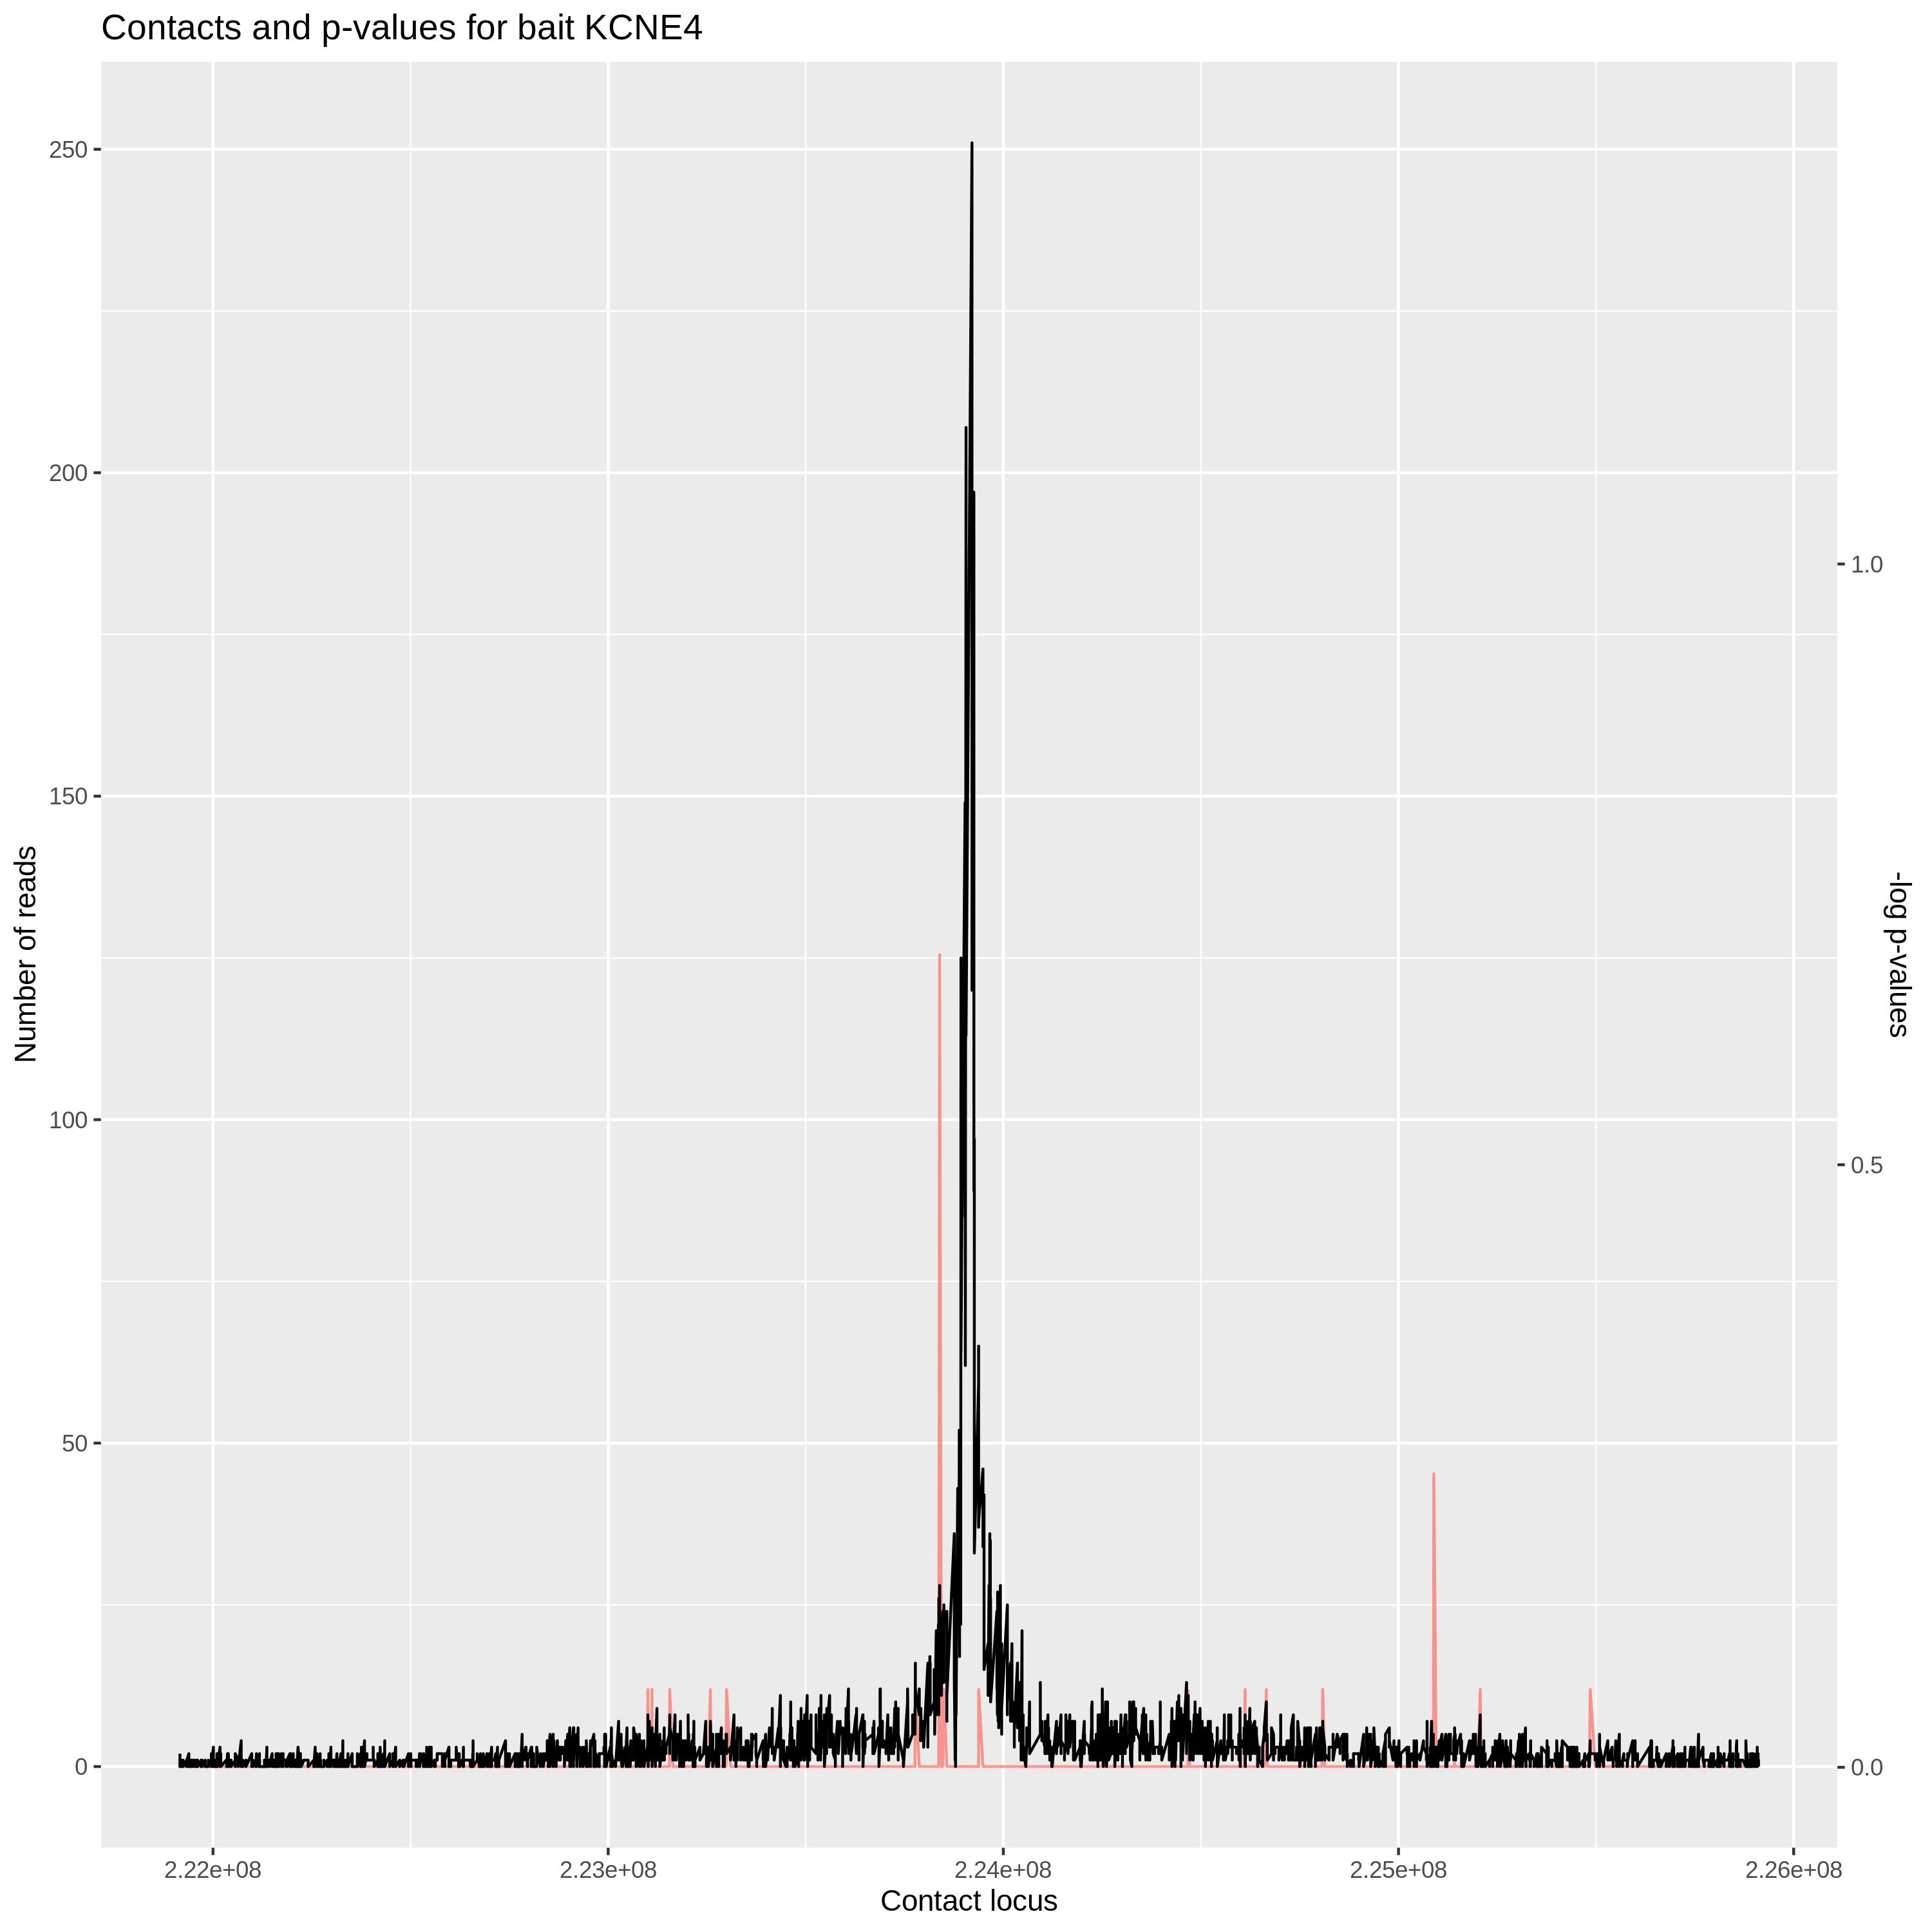 Contacts and p-values for bait KCNE4
250
200
150
100
50
0
Number of reads
1.0
0.5
0.0
-log p-values
2.22e+08
2.23e+08
2.24e+08
2.25e+08
2.26e+08
Contact locus